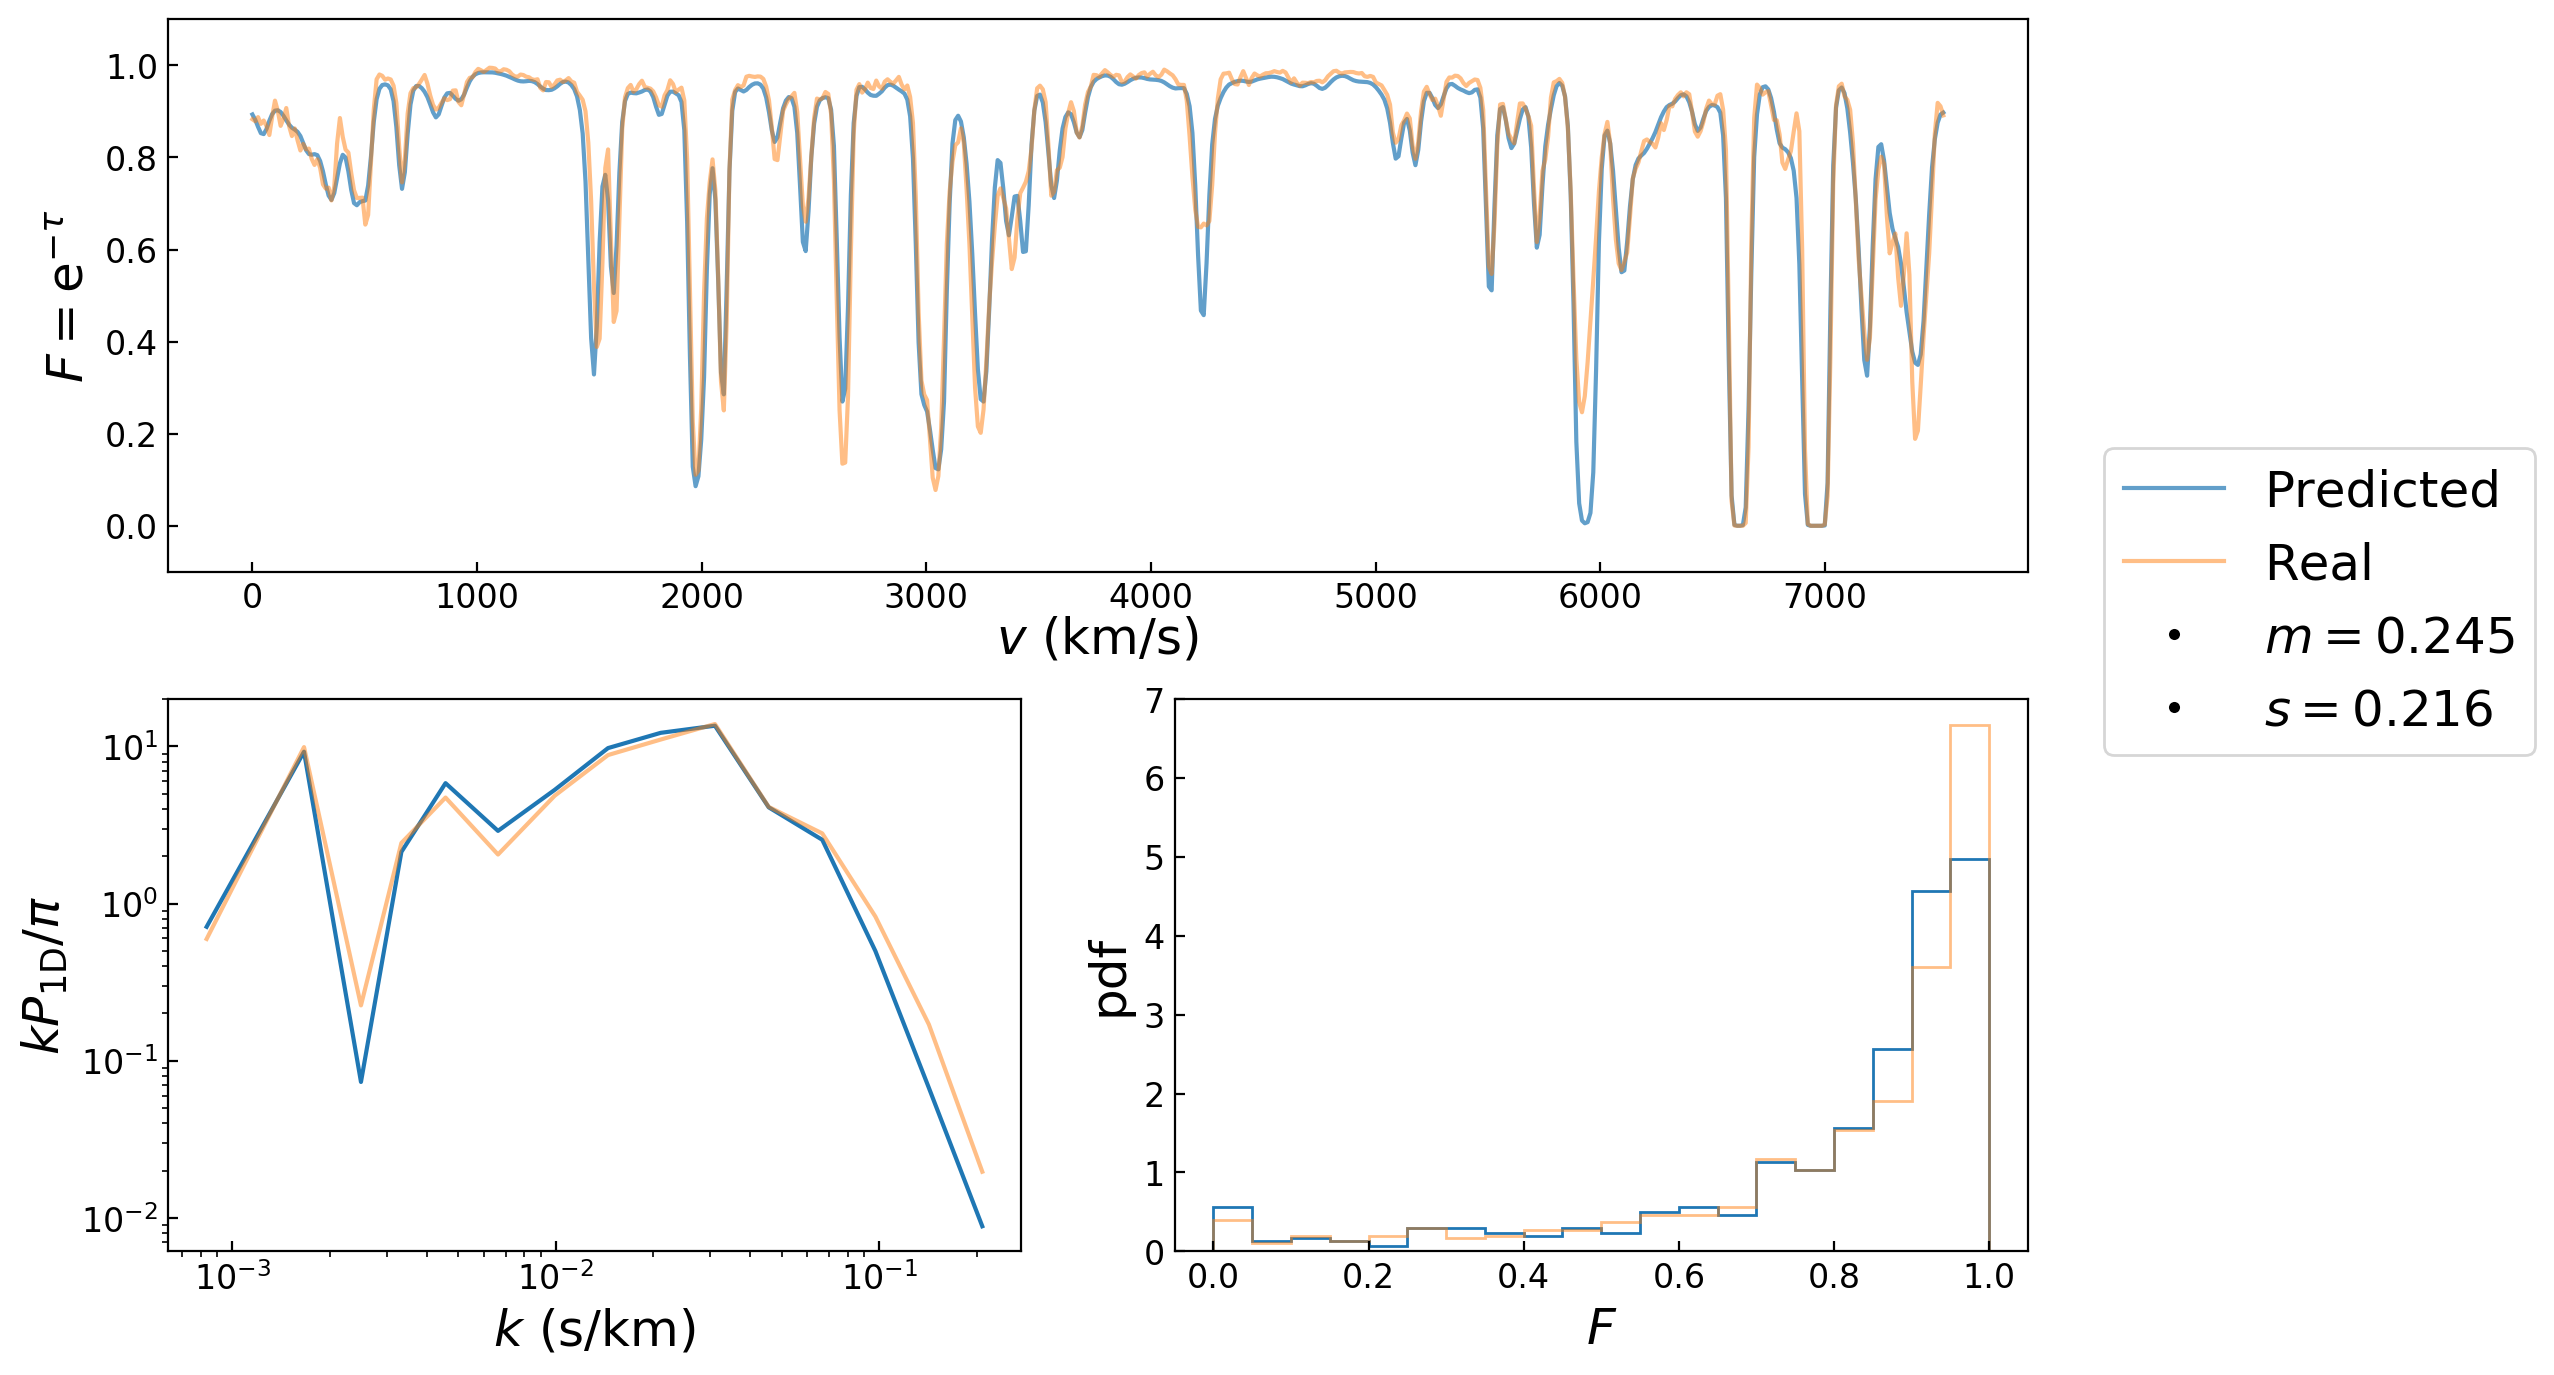 1.0
0.8
0.6
0.4
0.2
0.0
F = e^{−τ}
0 1000 2000 3000 4000 5000 6000 7000
v (km/s)
Predicted
Real
m = 0.245
s = 0.216
10^1
10^0
10^{−1}
10^{−2}
kP_{1D}/π
10^{−3} 10^{−2} 10^{−1}
k (s/km)
7
6
5
4
3
2
1
0
pdf
0.0 0.2 0.4 0.6 0.8 1.0
F